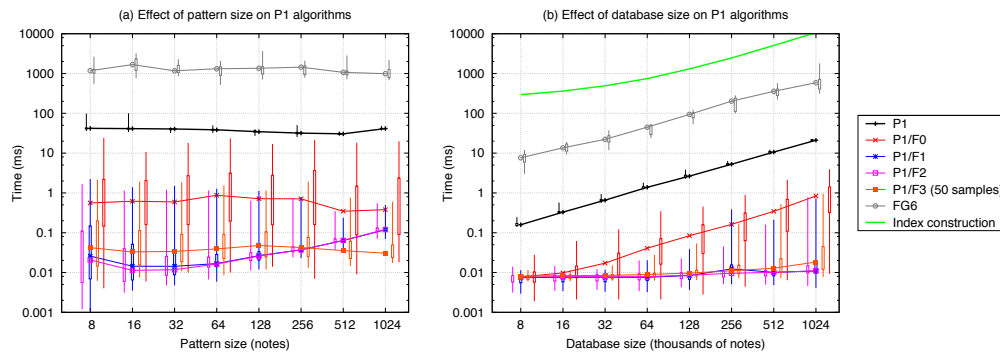 (a) Effect of pattern size on P1 algorithms
10000
1000
100
10
1
0.1
0.01
0.001
Time (ms)
8 16 32 64 128 256 512 1024
Pattern size (notes)
(b) Effect of database size on P1 algorithms
10000
1000
100
10
1
0.1
0.01
0.001
Time (ms)
8 16 32 64 128 256 512 1024
Database size (thousands of notes)
P1
P1/F0
P1/F1
P1/F2
P1/F3 (50 samples)
FG6
Index construction